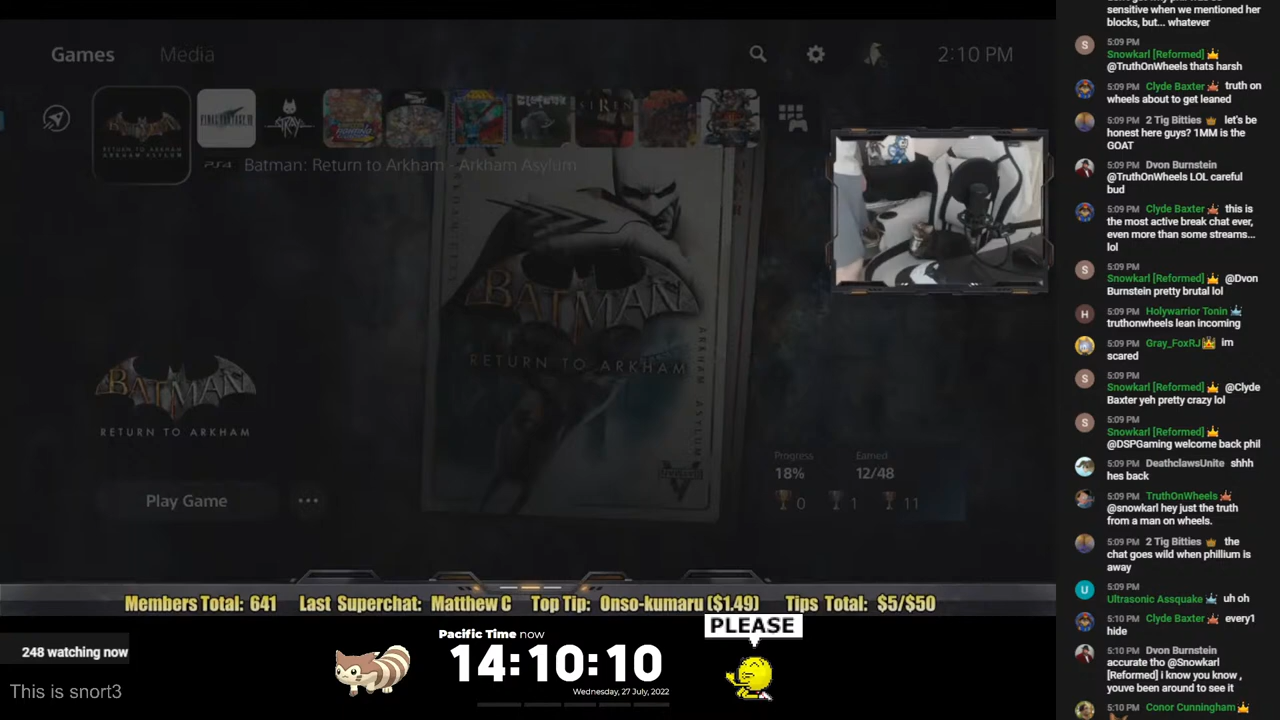 Games
Media
2:10 PM
PS4
Batman: Return to Arkham - Arkham Asylum
BATMAN
RETURN TO ARKHAM
ARKHAM ASYLUM
BATMAN
RETURN TO ARKHAM
Play Game
Progress
18%
Earned
12/48
0
1
11
Members Total: 641
Last Superchat: Matthew C
Top Tip: Onso-kumaru ($1.49)
Tips Total: $5/$50
248 watching now
This is snort3
Pacific Time now
14:10:10
Wednesday, 27 July, 2022
PLEASE
sensitive when we mentioned her
blocks, but... whatever
5:09 PM
Snowkarl [Reformed]
@TruthOnWheels thats harsh
5:09 PM Clyde Baxter truth on
wheels about to get leaned
5:09 PM 2 Tig Bitties let's be
honest here guys? 1MM is the
GOAT
5:09 PM Dvon Burnstein
@TruthOnWheels LOL careful
bud
5:09 PM Clyde Baxter this is
the most active break chat ever,
even more than some streams...
lol
5:09 PM
Snowkarl [Reformed] @Dvon
Burnstein pretty brutal lol
5:09 PM Holywarrior Tonin
truthonwheels lean incoming
5:09 PM Gray_FoxRJ im
scared
5:09 PM
Snowkarl [Reformed] @Clyde
Baxter yeh pretty crazy lol
5:09 PM
Snowkarl [Reformed]
@DSPGaming welcome back phil
5:09 PM DeathclawsUnite shhh
hes back
5:09 PM TruthOnWheels
@snowkarl hey just the truth
from a man on wheels.
5:09 PM 2 Tig Bitties the
chat goes wild when phillium is
away
5:09 PM
Ultrasonic Assquake uh oh
5:10 PM Clyde Baxter every1
hide
5:10 PM Dvon Burnstein
accurate tho @Snowkarl
[Reformed] i know you know ,
youve been around to see it
5:10 PM Conor Cunningham